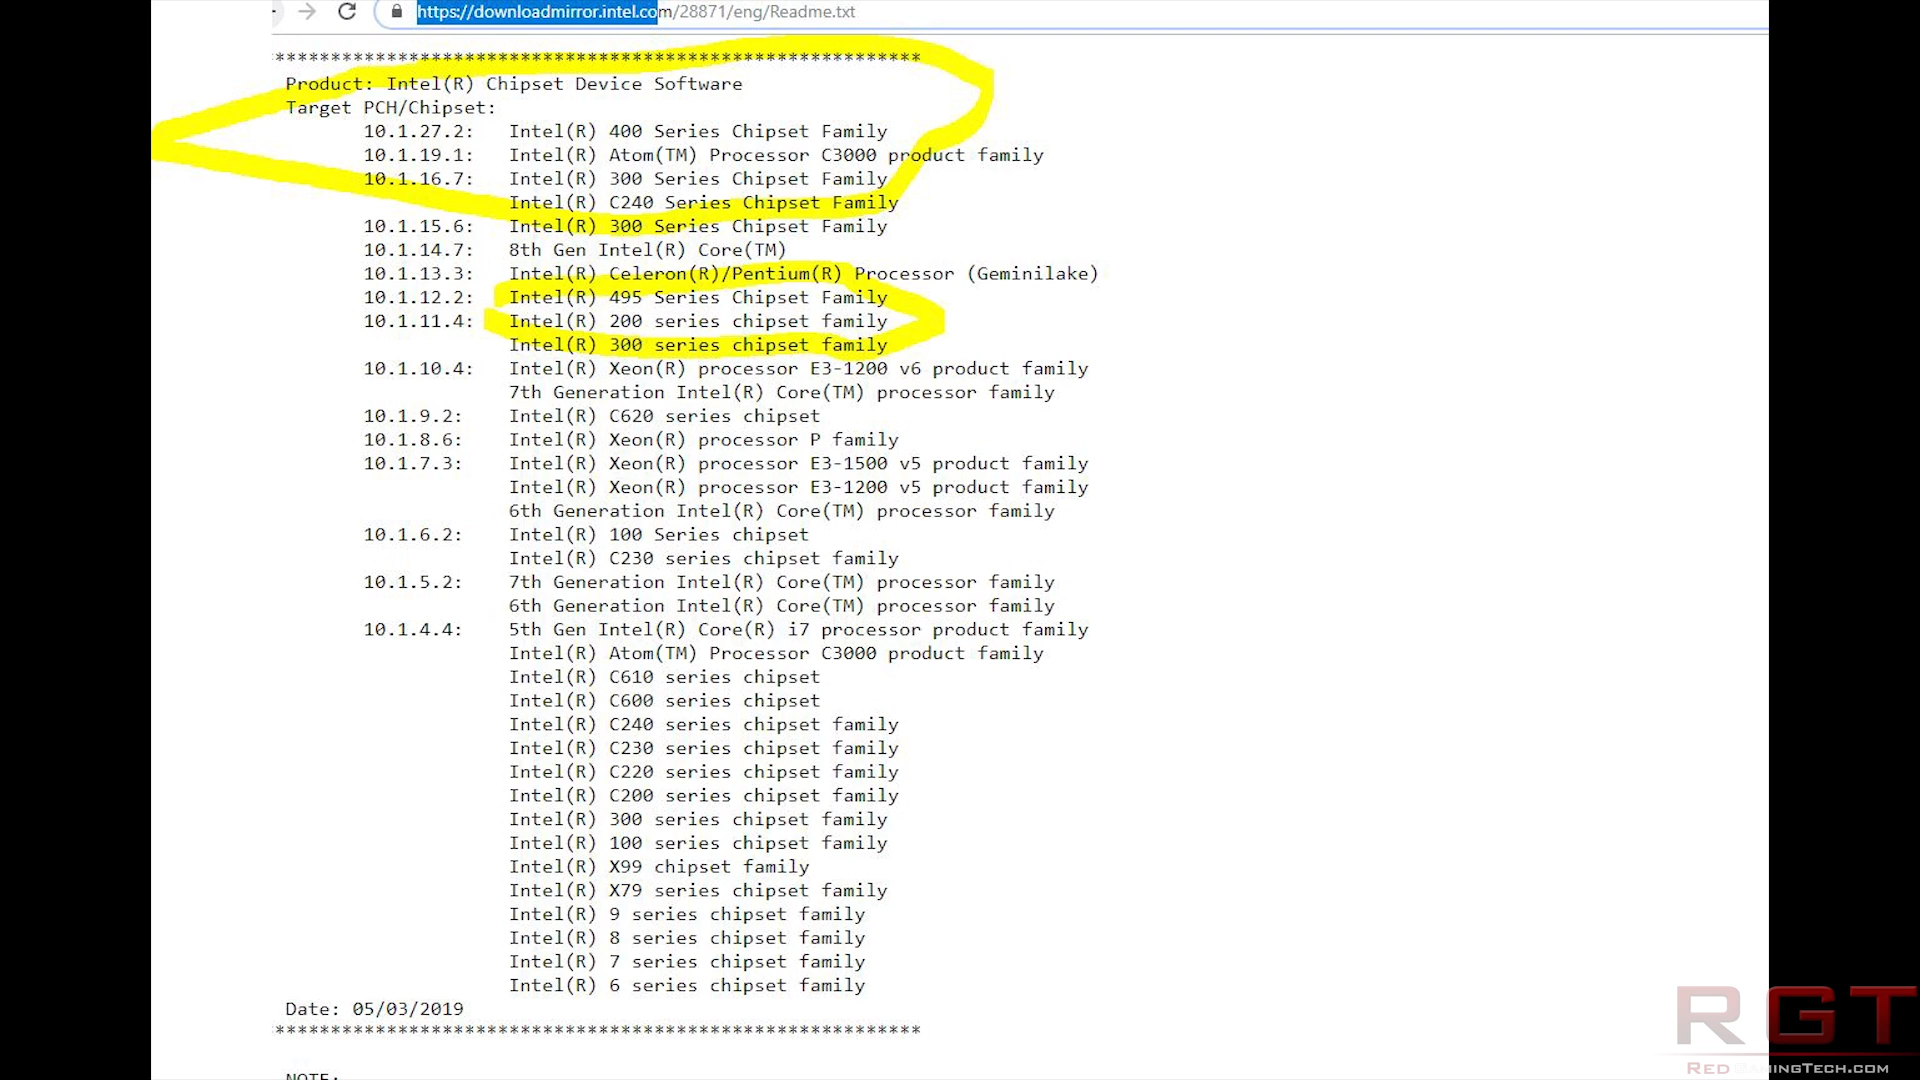 https://downloadmirror.intel.com/28871/eng/Readme.txt
**********************************************************
Product: Intel(R) Chipset Device Software
Target PCH/Chipset:
10.1.27.2: Intel(R) 400 Series Chipset Family
10.1.19.1: Intel(R) Atom(TM) Processor C3000 product family
10.1.16.7: Intel(R) 300 Series Chipset Family
Intel(R) C240 Series Chipset Family
10.1.15.6: Intel(R) 300 Series Chipset Family
10.1.14.7: 8th Gen Intel(R) Core(TM)
10.1.13.3: Intel(R) Celeron(R)/Pentium(R) Processor (Geminilake)
10.1.12.2: Intel(R) 495 Series Chipset Family
10.1.11.4: Intel(R) 200 series chipset family
Intel(R) 300 series chipset family
10.1.10.4: Intel(R) Xeon(R) processor E3-1200 v6 product family
7th Generation Intel(R) Core(TM) processor family
10.1.9.2: Intel(R) C620 series chipset
10.1.8.6: Intel(R) Xeon(R) processor P family
10.1.7.3: Intel(R) Xeon(R) processor E3-1500 v5 product family
Intel(R) Xeon(R) processor E3-1200 v5 product family
6th Generation Intel(R) Core(TM) processor family
10.1.6.2: Intel(R) 100 Series chipset
Intel(R) C230 series chipset family
10.1.5.2: 7th Generation Intel(R) Core(TM) processor family
6th Generation Intel(R) Core(TM) processor family
10.1.4.4: 5th Gen Intel(R) Core(R) i7 processor product family
Intel(R) Atom(TM) Processor C3000 product family
Intel(R) C610 series chipset
Intel(R) C600 series chipset
Intel(R) C240 series chipset family
Intel(R) C230 series chipset family
Intel(R) C220 series chipset family
Intel(R) C200 series chipset family
Intel(R) 300 series chipset family
Intel(R) 100 series chipset family
Intel(R) X99 chipset family
Intel(R) X79 series chipset family
Intel(R) 9 series chipset family
Intel(R) 8 series chipset family
Intel(R) 7 series chipset family
Intel(R) 6 series chipset family
Date: 05/03/2019
**********************************************************
NOTE:
RGT
REDGAMINGTECH.COM